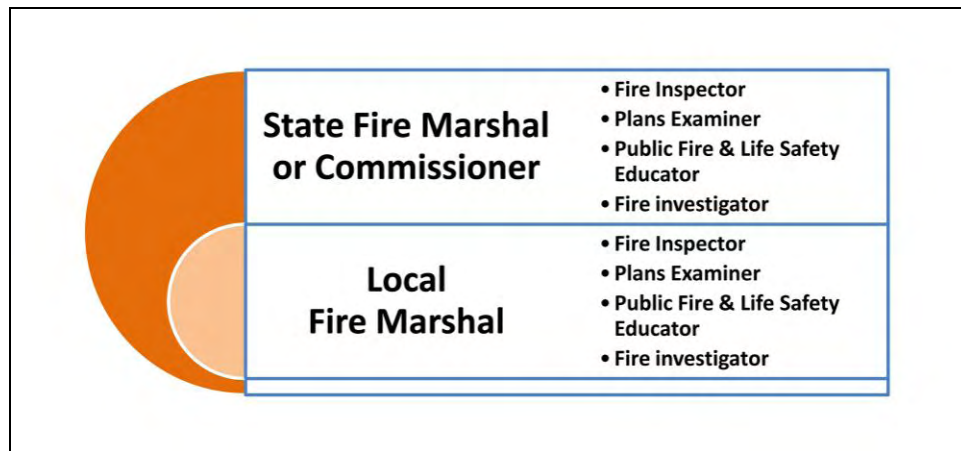 State Fire Marshal
or Commissioner
• Fire Inspector
• Plans Examiner
• Public Fire & Life Safety
Educator
• Fire investigator
Local
Fire Marshal
• Fire Inspector
• Plans Examiner
• Public Fire & Life Safety
Educator
• Fire investigator